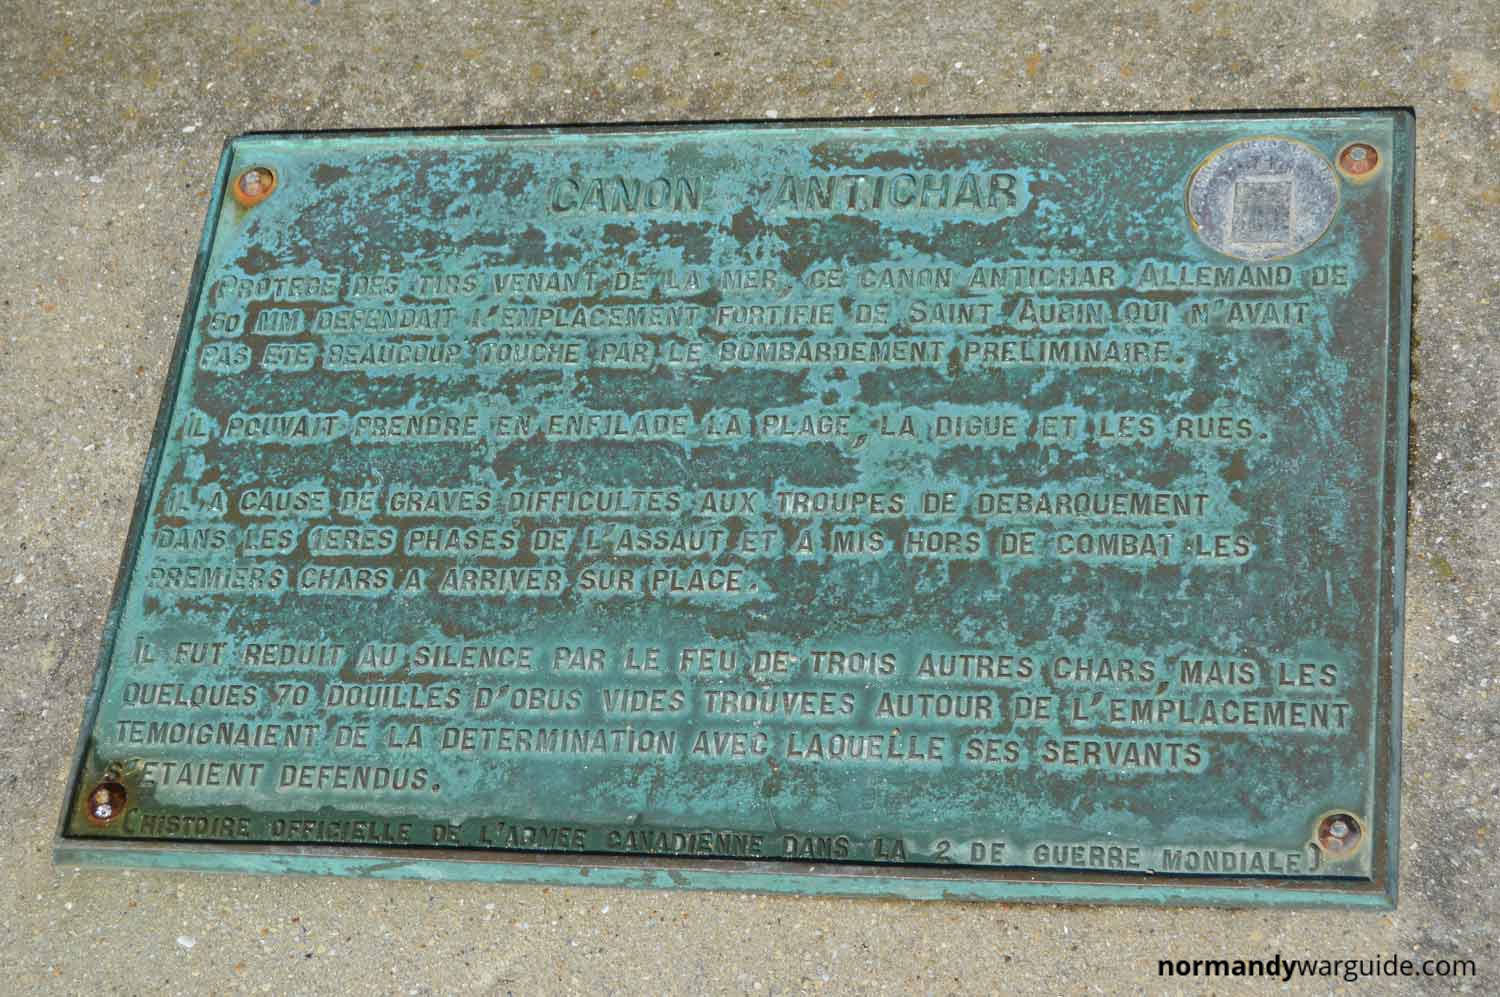 CANON ANTICHAR
PROTEGE DES TIRS VENANT DE LA MER, CE CANON ANTICHAR ALLEMAND DE
50 MM DEFENDAIT L'EMPLACEMENT FORTIFIE DE SAINT AUBIN QUI N'AVAIT
PAS ETE BEAUCOUP TOUCHE PAR LE BOMBARDEMENT PRELIMINAIRE.
IL POUVAIT PRENDRE EN ENFILADE LA PLAGE, LA DIGUE ET LES RUES.
IL A CAUSE DE GRAVES DIFFICULTES AUX TROUPES DE DEBARQUEMENT
DANS LES 1ERES PHASES DE L'ASSAUT ET A MIS HORS DE COMBAT LES
PREMIERS CHARS A ARRIVER SUR PLACE.
IL FUT REDUIT AU SILENCE PAR LE FEU DE TROIS AUTRES CHARS, MAIS LES
QUELQUES 70 DOUILLES D'OBUS VIDES TROUVEES AUTOUR DE L'EMPLACEMENT
TEMOIGNAIENT DE LA DETERMINATION AVEC LAQUELLE SES SERVANTS
S'ETAIENT DEFENDUS.
(HISTOIRE OFFICIELLE DE L'ARMEE CANADIENNE DANS LA 2 DE GUERRE MONDIALE)
normandywarguide.com